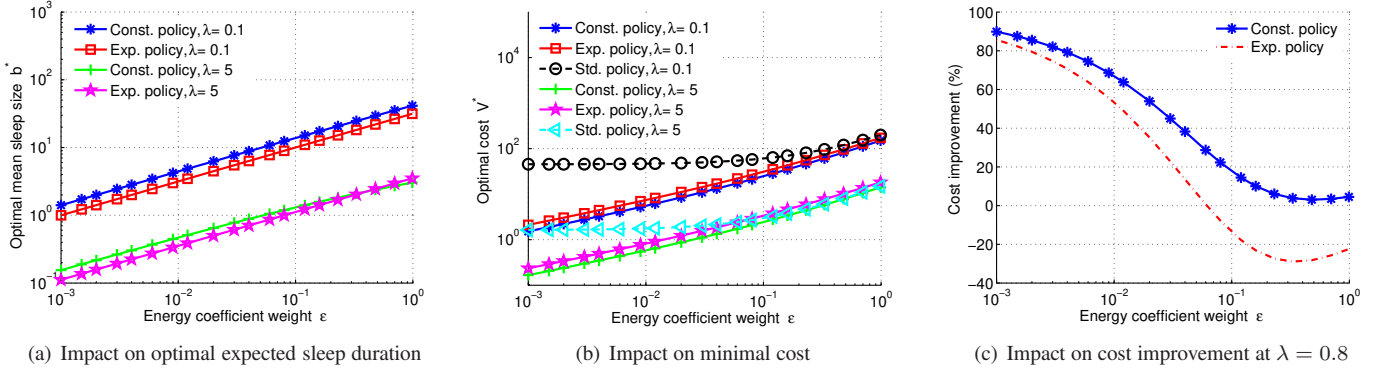 10^3
10^2
10^1
10^0
10^−1
10^−3
10^−2
10^−1
10^0
Optimal mean sleep size b*
Energy coefficient weight ε
Const. policy, λ= 0.1
Exp. policy, λ= 0.1
Const. policy, λ= 5
Exp. policy, λ= 5
(a) Impact on optimal expected sleep duration
10^4
10^2
10^0
10^−3
10^−2
10^−1
10^0
Optimal cost V*
Energy coefficient weight ε
Const. policy, λ= 0.1
Exp. policy, λ= 0.1
Std. policy, λ= 0.1
Const. policy, λ= 5
Exp. policy, λ= 5
Std. policy, λ= 5
(b) Impact on minimal cost
100
80
60
40
20
0
−20
−40
10^−3
10^−2
10^−1
10^0
Cost improvement (%)
Energy coefficient weight ε
Const. policy
Exp. policy
(c) Impact on cost improvement at λ = 0.8